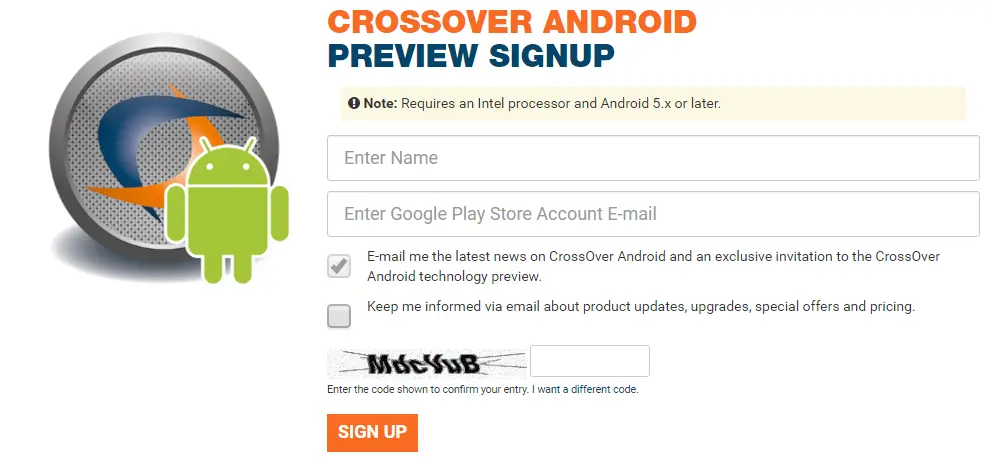 CROSSOVER ANDROID
PREVIEW SIGNUP
Note: Requires an Intel processor and Android 5.x or later.
Enter Name
Enter Google Play Store Account E-mail
E-mail me the latest news on CrossOver Android and an exclusive invitation to the CrossOver
Android technology preview.
Keep me informed via email about product updates, upgrades, special offers and pricing.
MdcVuB
Enter the code shown to confirm your entry. I want a different code.
SIGN UP